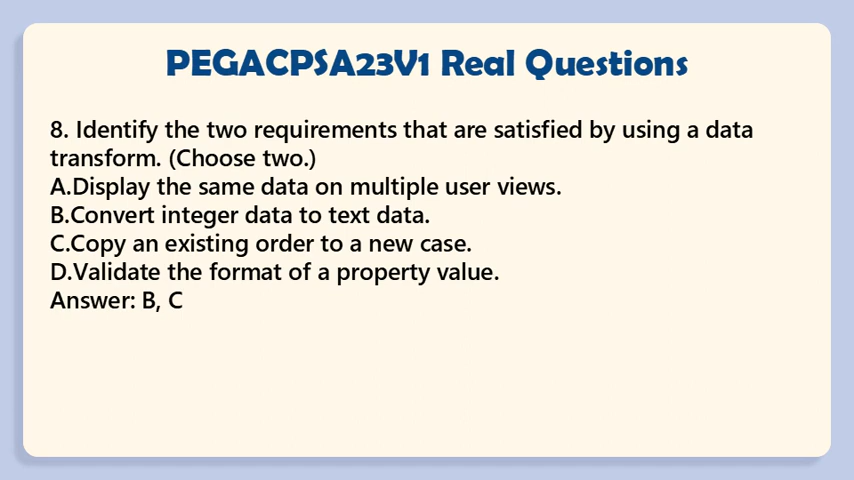 PEGACPSA23V1 Real Questions
8. Identify the two requirements that are satisfied by using a data
transform. (Choose two.)
A.Display the same data on multiple user views.
B.Convert integer data to text data.
C.Copy an existing order to a new case.
D.Validate the format of a property value.
Answer: B, C